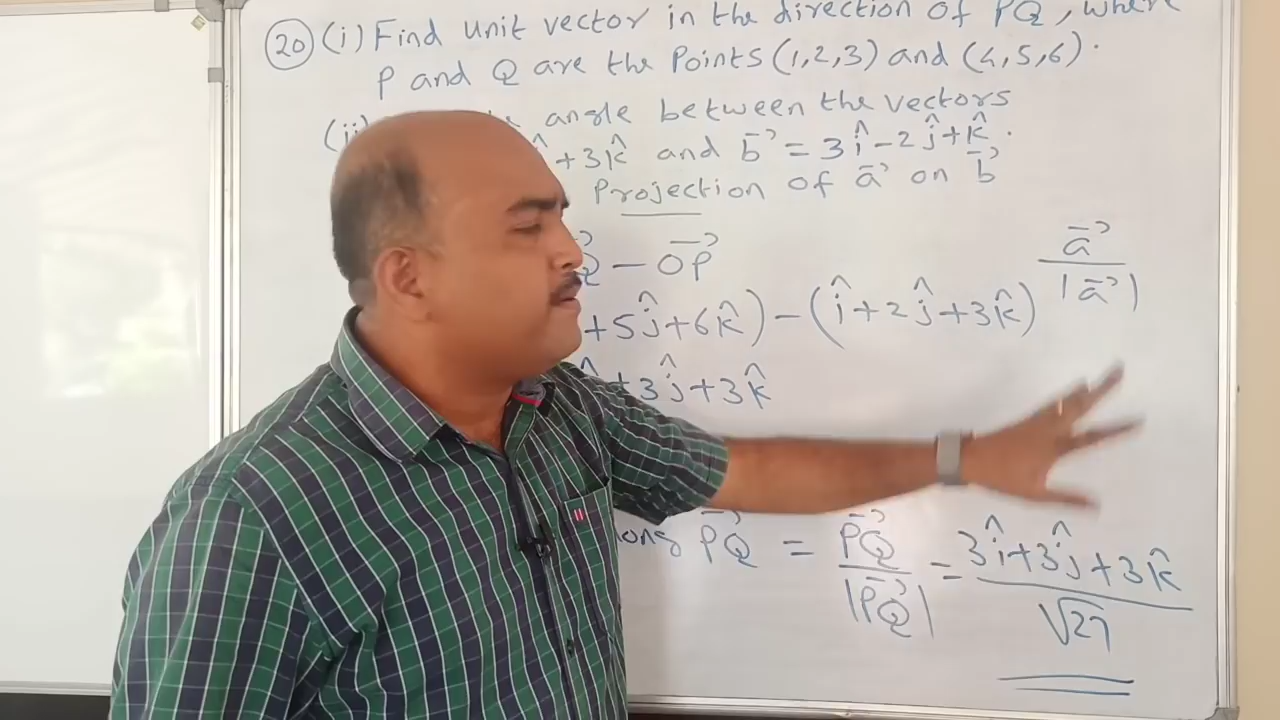 20 (i) Find unit vector in the direction of PQ, where
P and Q are the Points (1,2,3) and (4,5,6).
(ii) angle between the vectors
+3k̂ and b⃗ = 3î-2ĵ+k̂.
Projection of a⃗ on b⃗
Q - OP⃗
a⃗ / |a⃗|
+5ĵ+6k̂) - (î+2ĵ+3k̂)
+3ĵ+3k̂
PQ⃗ = PQ⃗ / |PQ⃗| = 3î+3ĵ+3k̂ / √27